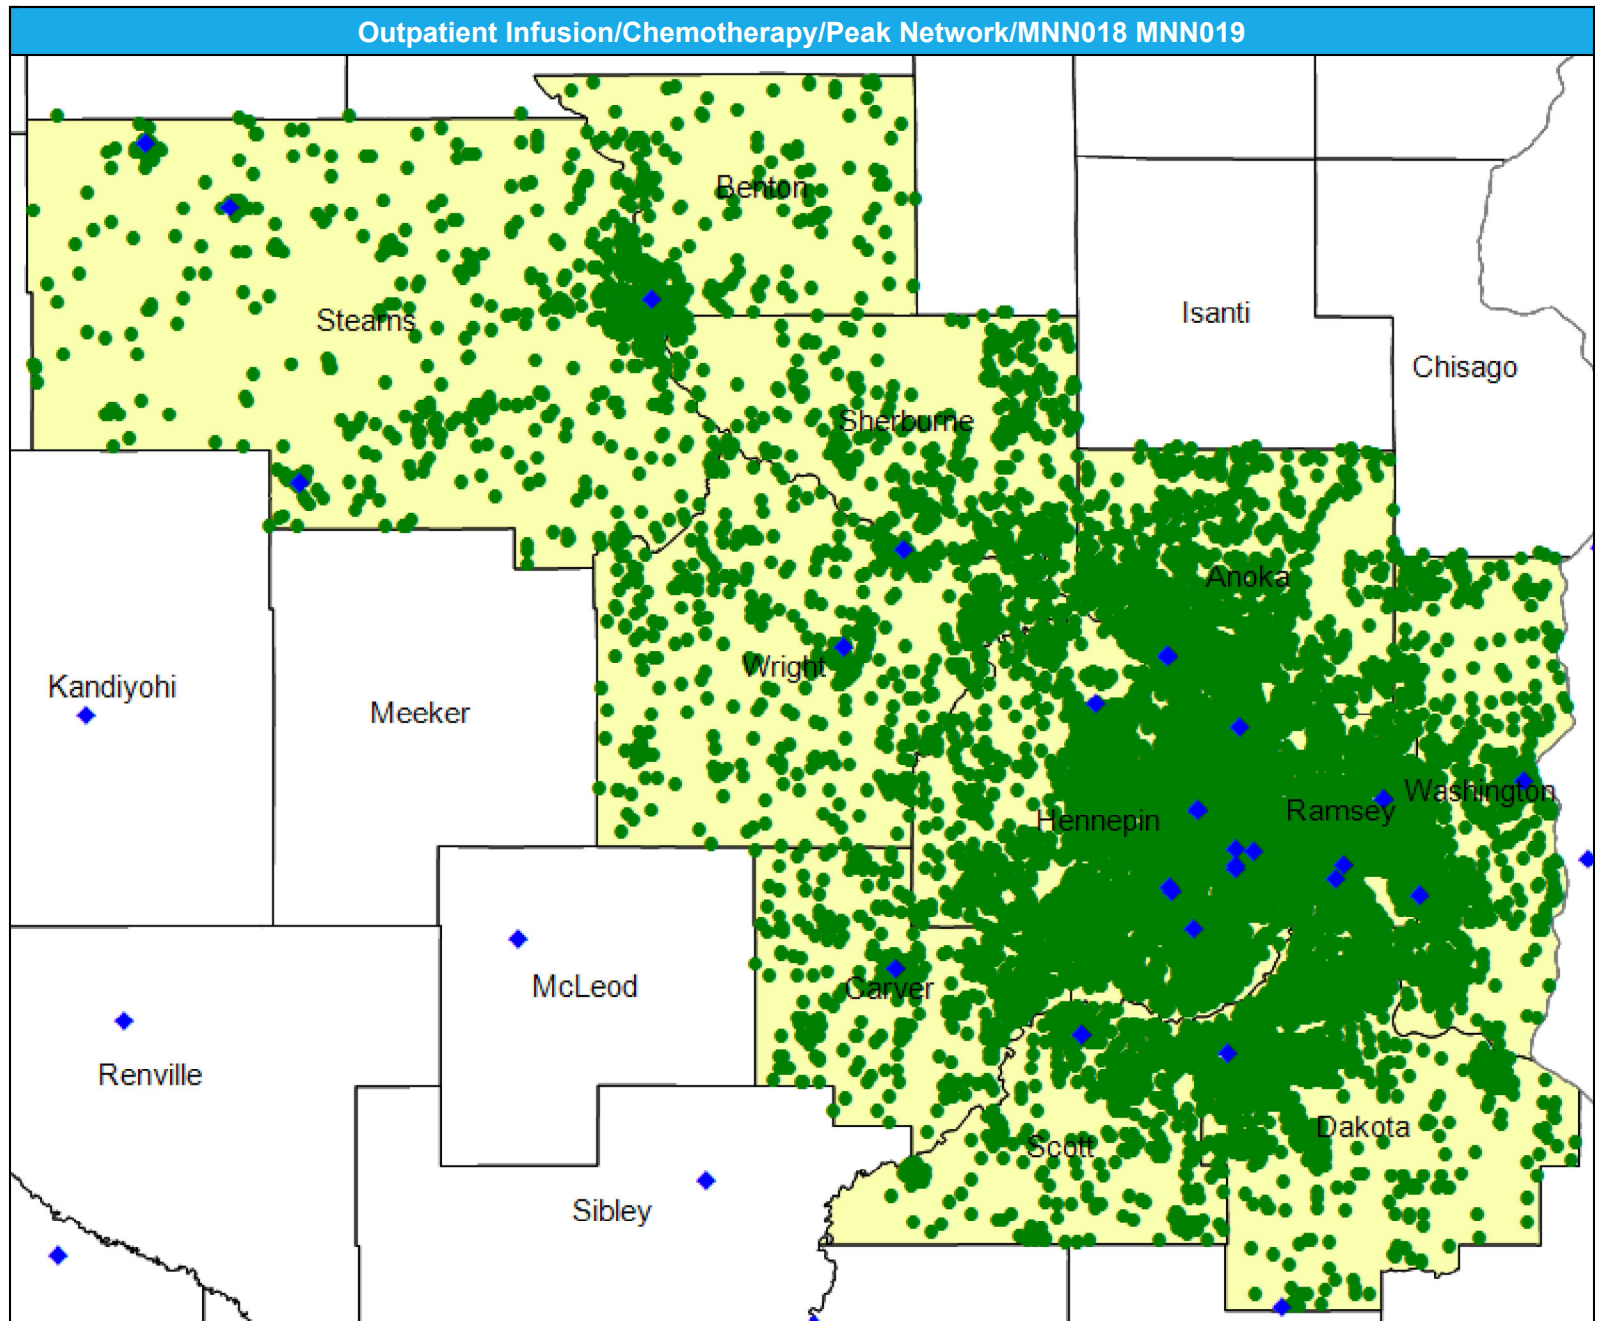 Outpatient Infusion/Chemotherapy/Peak Network/MNN018 MNN019
Benton
Stearns
Isanti
Chisago
Sherburne
Anoka
Wright
Kandiyohi
Meeker
Washington
Ramsey
Hennepin
McLeod
Carver
Renville
Dakota
Scott
Sibley